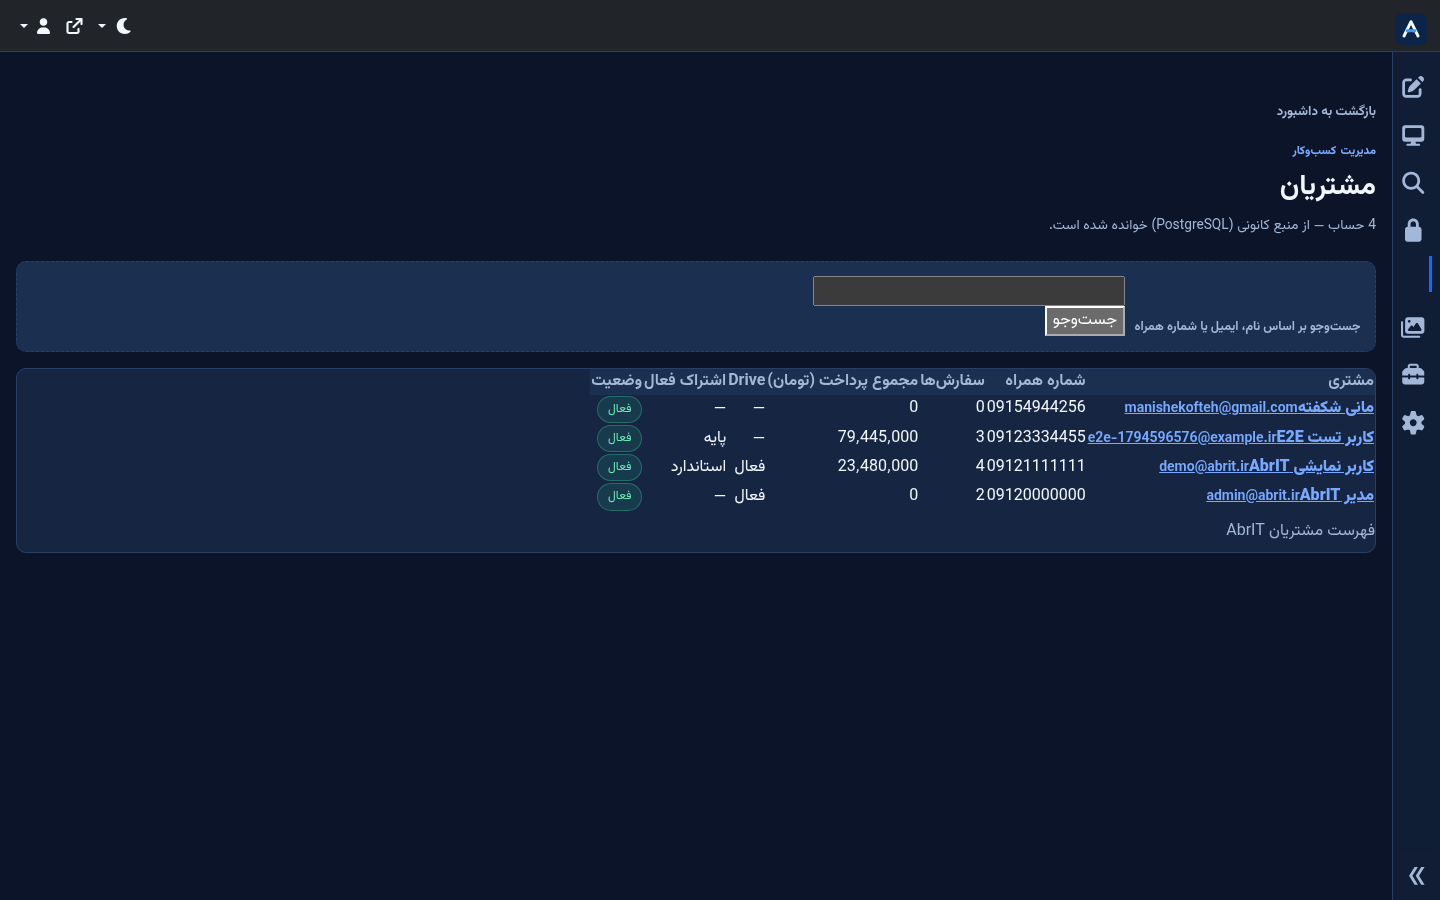 A
بازگشت به داشبورد
مدیریت کسب‌وکار
مشتریان
4 حساب — از منبع کانونی (PostgreSQL) خوانده شده است.
جست‌وجو بر اساس نام، ایمیل یا شماره همراه جست‌وجو
مشتری شماره همراه سفارش‌ها مجموع پرداخت (تومان) Drive اشتراک فعال وضعیت
مانی شکفته manishekofteh@gmail.com 09154944256 0 0 — — فعال
کاربر تست E2E e2e-1794596576@example.ir 09123334455 3 79,445,000 — پایه فعال
کاربر نمایشی AbrIT demo@abrit.ir 09121111111 4 23,480,000 فعال استاندارد فعال
مدیر AbrIT admin@abrit.ir 09120000000 2 0 فعال — فعال
فهرست مشتریان AbrIT